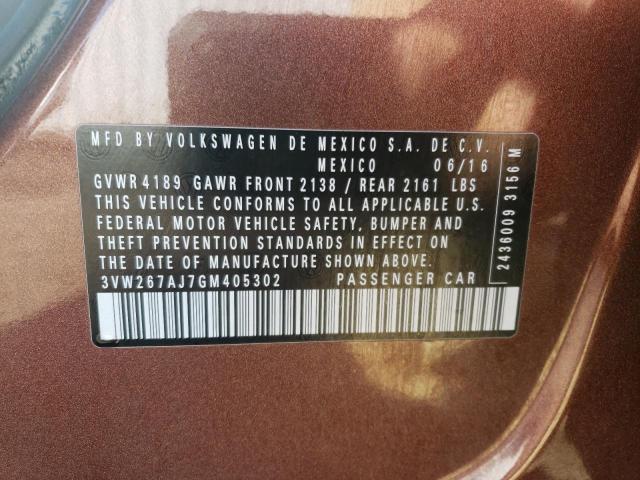 MFD BY VOLKSWAGEN DE MEXICO S.A. DE C.V.
MEXICO 06/16
GVWR 4189 GAWR FRONT 2138 / REAR 2161 LBS
THIS VEHICLE CONFORMS TO ALL APPLICABLE U.S.
FEDERAL MOTOR VEHICLE SAFETY, BUMPER AND
THEFT PREVENTION STANDARDS IN EFFECT ON
THE DATE OF MANUFACTURE SHOWN ABOVE.
3VW267AJ7GM405302 PASSENGER CAR
2436009 3156 M